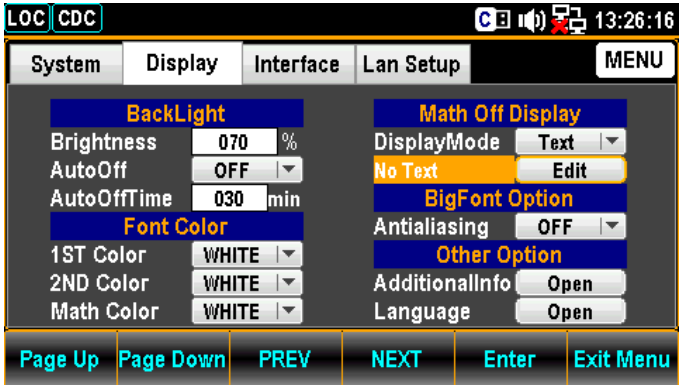 LOC CDC C 13:26:16
System Display Interface Lan Setup MENU
BackLight
Brightness 070 %
AutoOff OFF
AutoOffTime 030 min
Font Color
1ST Color WHITE
2ND Color WHITE
Math Color WHITE
Math Off Display
DisplayMode Text
No Text Edit
BigFont Option
Antialiasing OFF
Other Option
AdditionalInfo Open
Language Open
Page Up Page Down PREV NEXT Enter Exit Menu